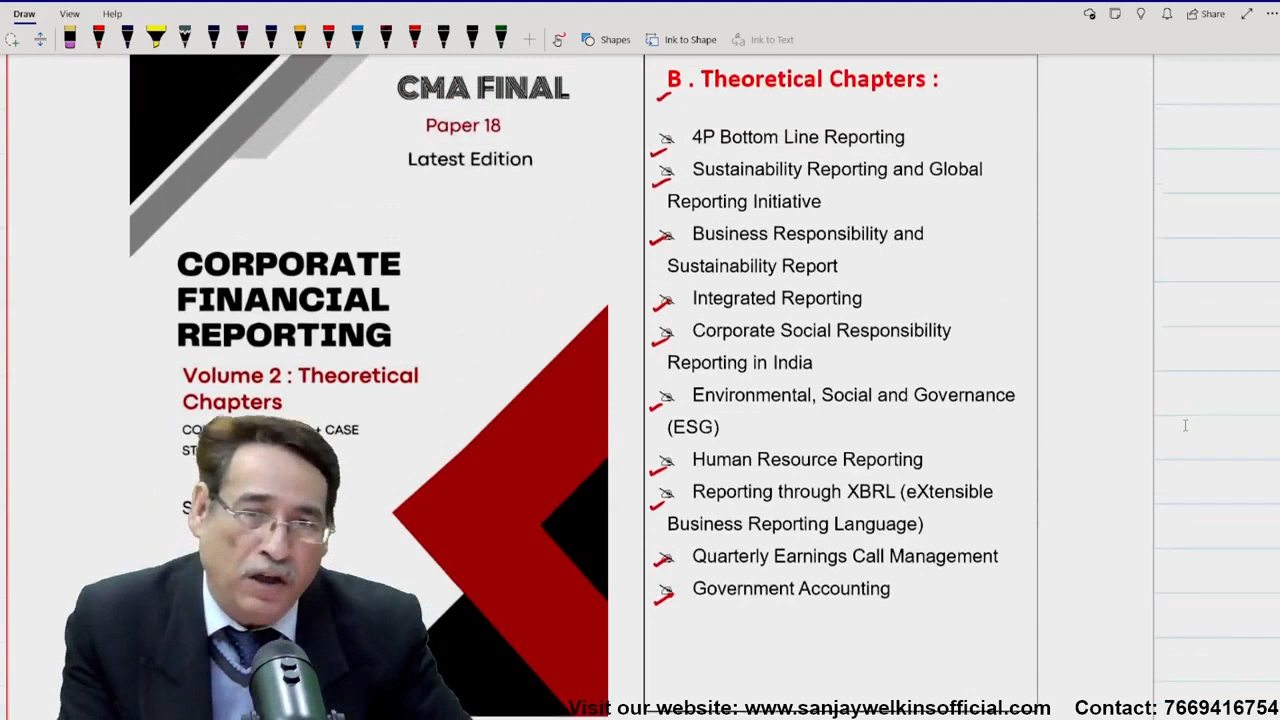 Draw View Help
Share
Shapes Ink to Shape Ink to Text
CMA FINAL
Paper 18
Latest Edition
CORPORATE
FINANCIAL
REPORTING
Volume 2 : Theoretical
Chapters
CASE
B . Theoretical Chapters :
4P Bottom Line Reporting
Sustainability Reporting and Global
Reporting Initiative
Business Responsibility and
Sustainability Report
Integrated Reporting
Corporate Social Responsibility
Reporting in India
Environmental, Social and Governance
(ESG)
Human Resource Reporting
Reporting through XBRL (eXtensible
Business Reporting Language)
Quarterly Earnings Call Management
Government Accounting
Visit our website: www.sanjaywelkinsofficial.com Contact: 7669416754